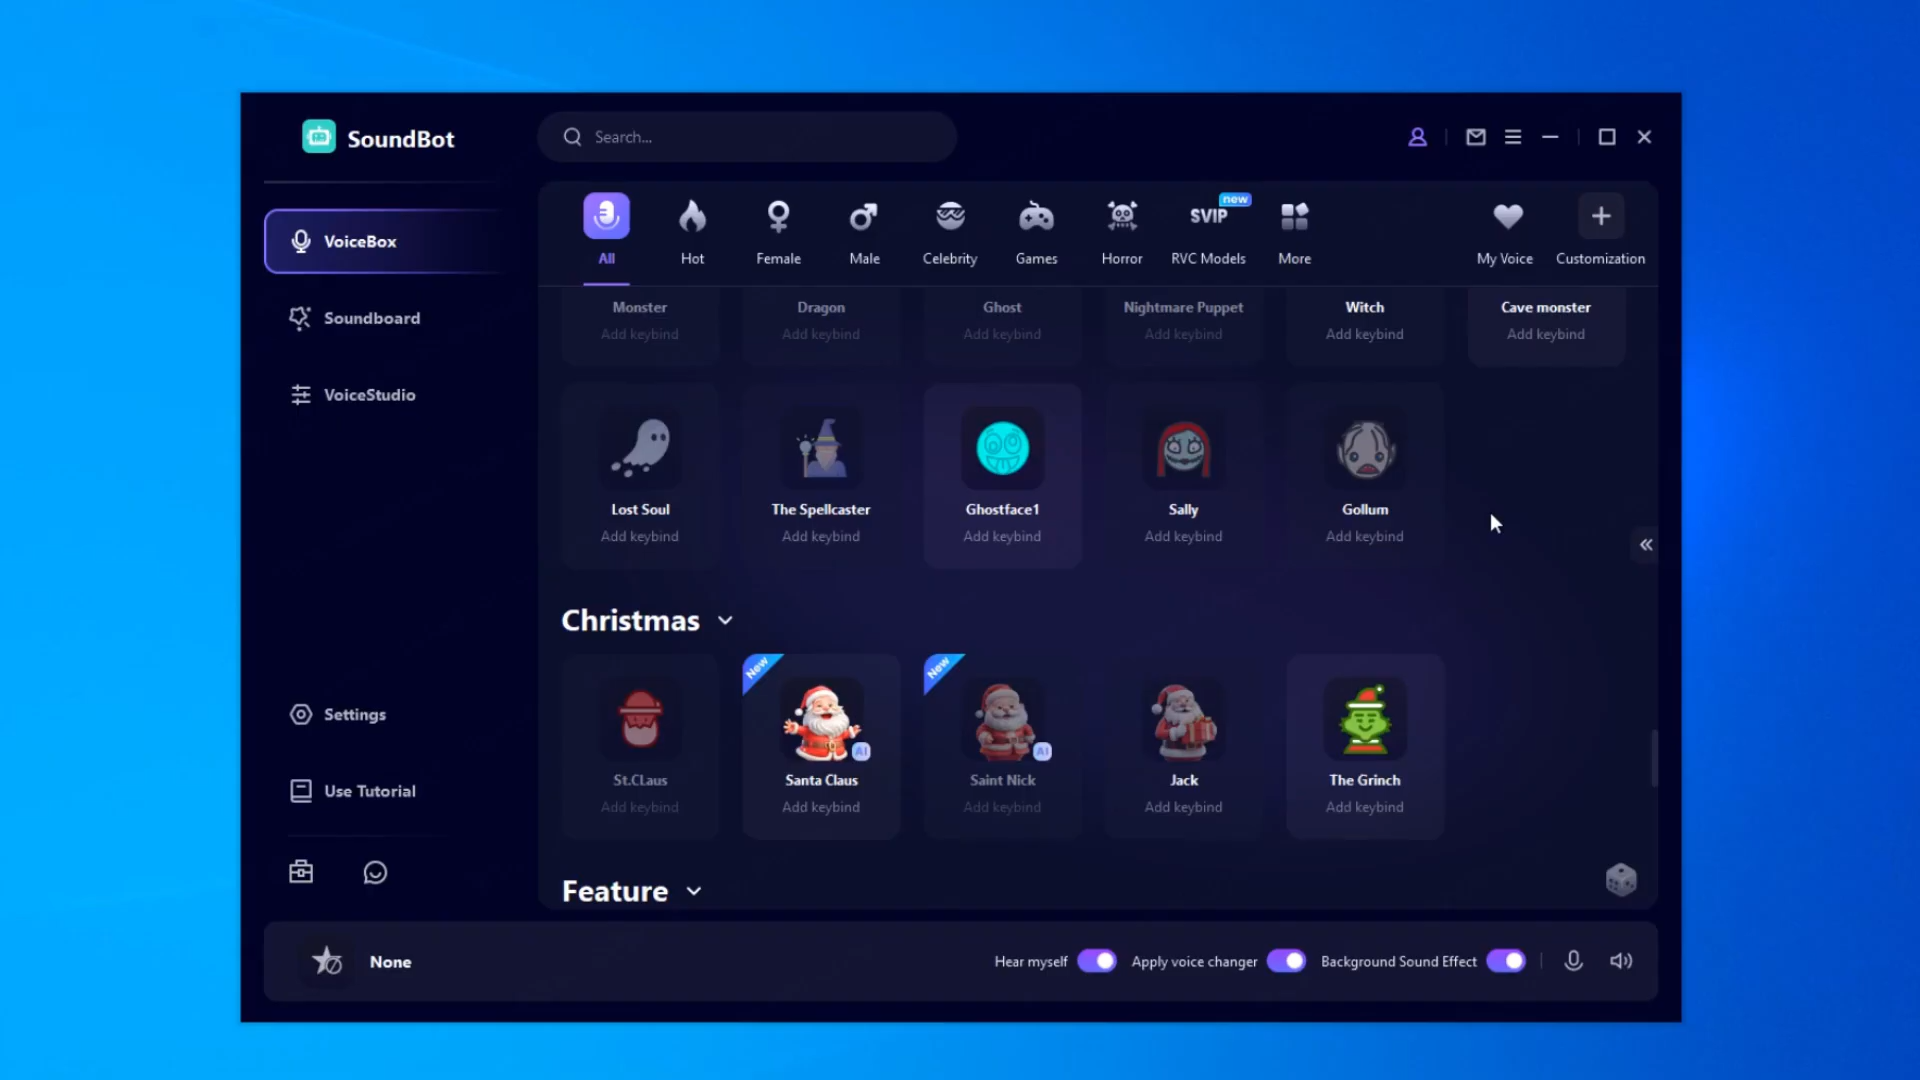 SoundBot
Search...
VoiceBox
Soundboard
VoiceStudio
Settings
Use Tutorial
new
SVIP
All
Hot
Female
Male
Celebrity
Games
Horror
RVC Models
More
My Voice
Customization
Monster
Dragon
Ghost
Nightmare Puppet
Witch
Cave monster
Add keybind
Add keybind
Add keybind
Add keybind
Add keybind
Add keybind
Lost Soul
The Spellcaster
Ghostface1
Sally
Gollum
Add keybind
Add keybind
Add keybind
Add keybind
Add keybind
Christmas
New
New
AI
AI
St.CLaus
Santa Claus
Saint Nick
Jack
The Grinch
Add keybind
Add keybind
Add keybind
Add keybind
Add keybind
Feature
None
Hear myself
Apply voice changer
Background Sound Effect